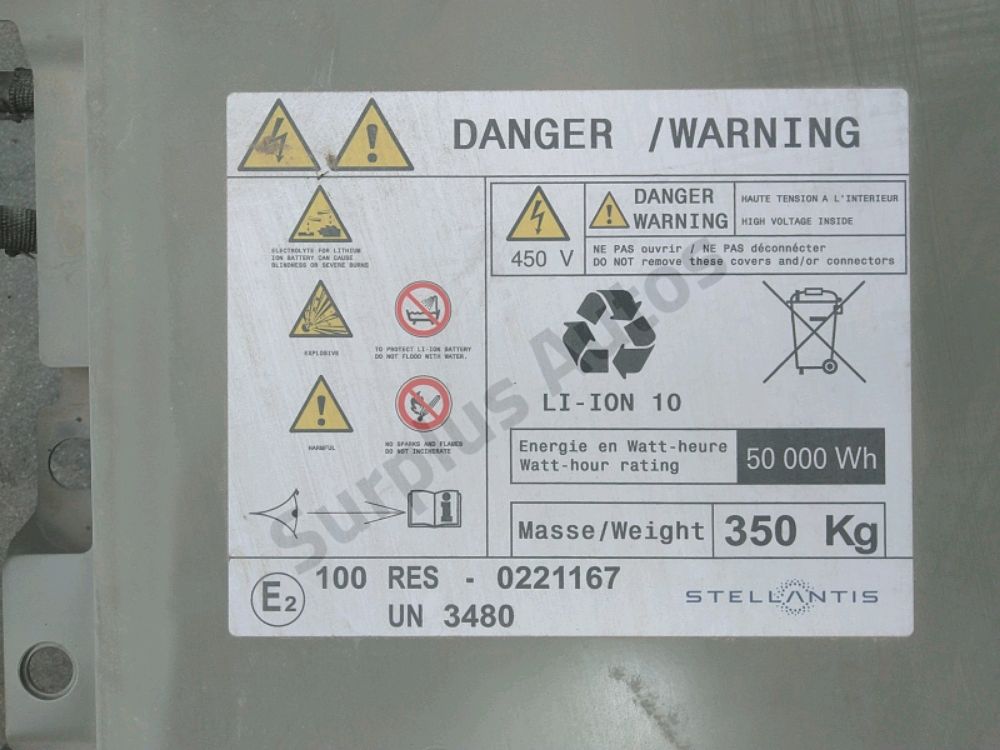 DANGER /WARNING
ELECTROLYTE FOR LITHIUM
ION BATTERY CAN CAUSE
BLINDNESS OR SEVERE BURNS
EXPLOSIVE
TO PROTECT LI-ION BATTERY
DO NOT FLOOD WITH WATER.
HARMFUL
NO SPARKS AND FLAMES
DO NOT INCINERATE
450 V
DANGER
WARNING
HAUTE TENSION A L'INTERIEUR
HIGH VOLTAGE INSIDE
NE PAS ouvrir / NE PAS déconnécter
DO NOT remove these covers and/or connectors
LI-ION 10
Energie en Watt-heure
Watt-hour rating
50 000 Wh
Masse/Weight
350 Kg
E2
100 RES - 0221167
UN 3480
STELLANTIS
Surplus Autos